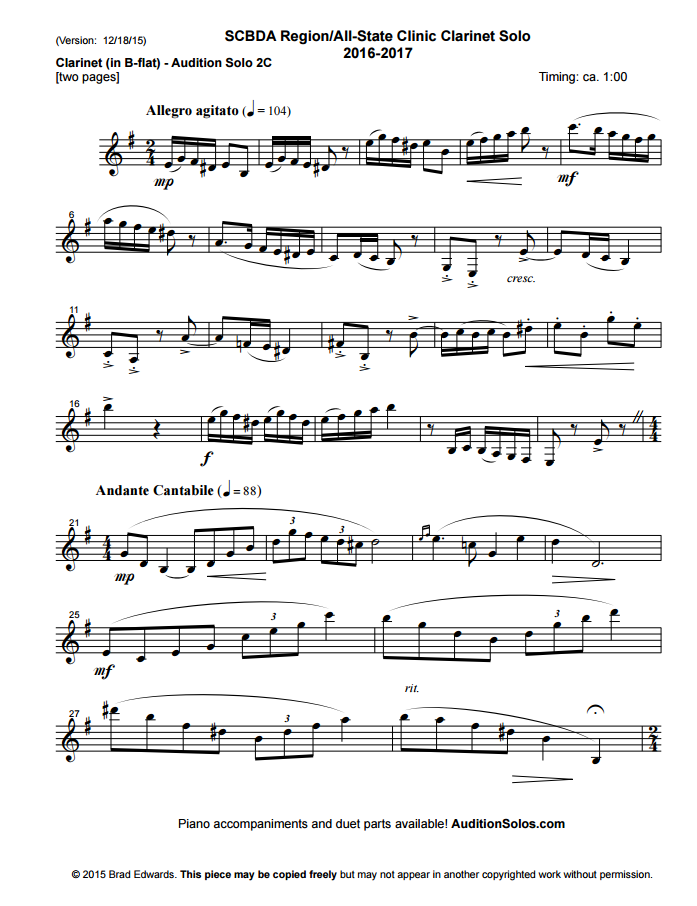 SCBDA Region/All-State Clinic Clarinet Solo
(Version: 12/18/15)
2016-2017
Clarinet (in B-flat) - Audition Solo 2C
[two pages]
Timing: ca. 1:00
Allegro agitato (♩ = 104)
2
4
mp
mf
6
cresc.
11
16
f
4
4
Andante Cantabile (♩ = 88)
21
4
4
3
3
mp
25
3
3
mf
rit.
27
3
3
2
4
Piano accompaniments and duet parts available! AuditionSolos.com
© 2015 Brad Edwards. This piece may be copied freely but may not appear in another copyrighted work without permission.